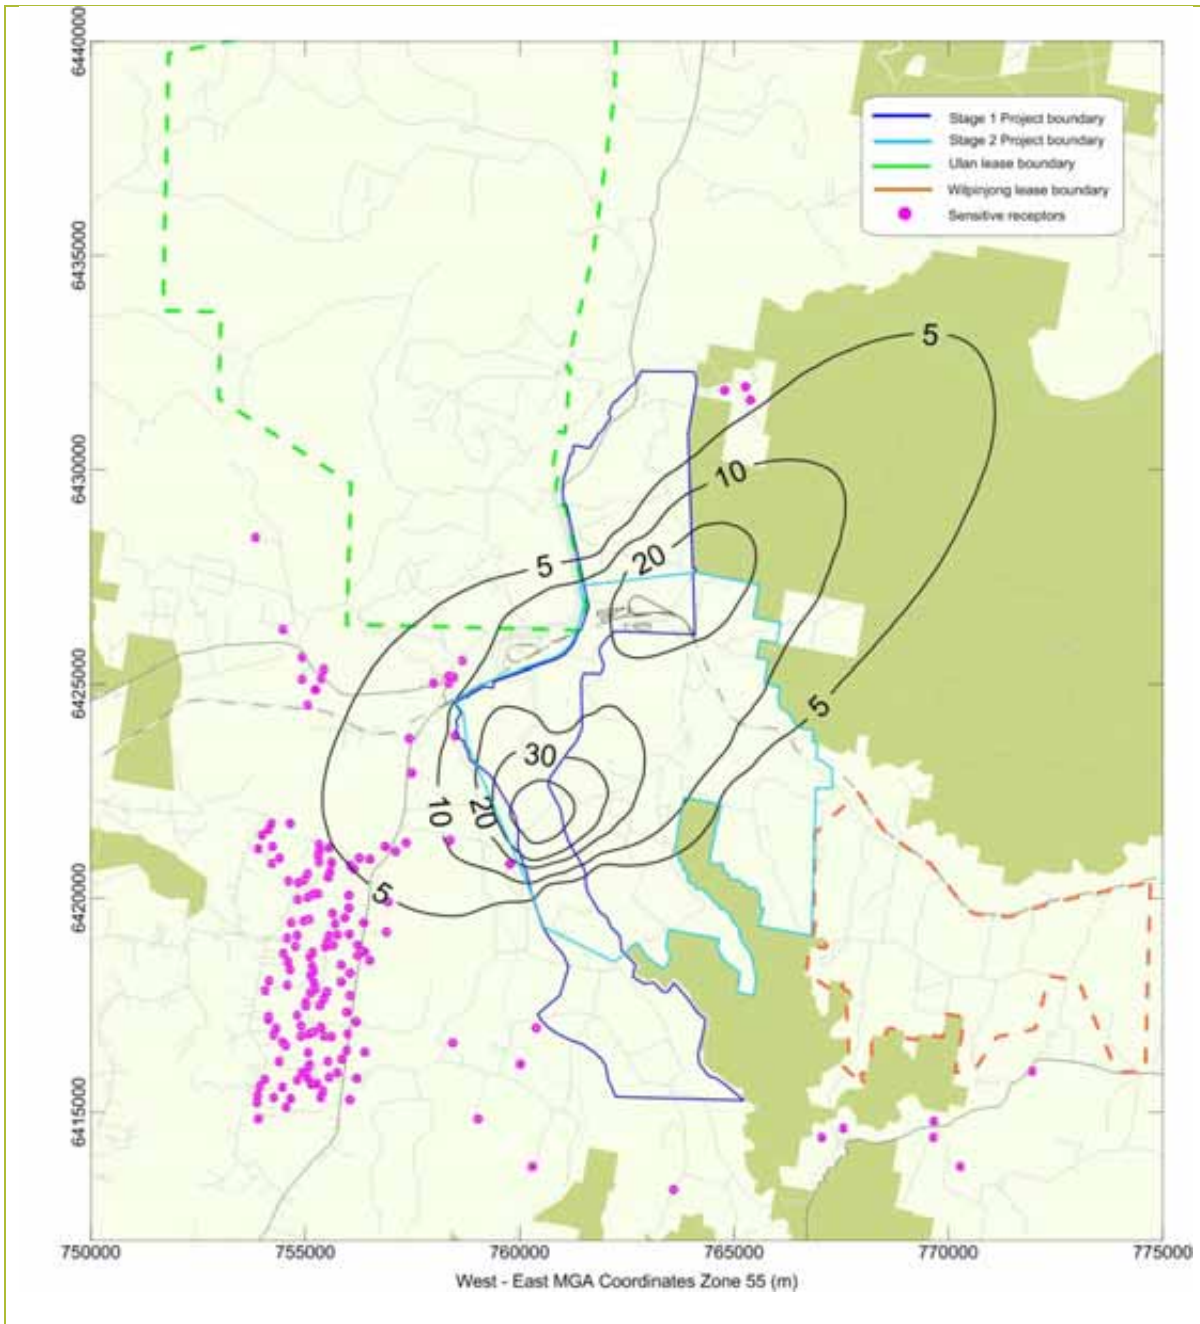 6440000
Stage 1 Project boundary
Stage 2 Project boundary
Ulan lease boundary
Wilpinjong lease boundary
Sensitive receptors
6435000
5
10
6430000
20
5
6425000
5
30
10
20
5
6420000
6415000
750000 755000 760000 765000 770000 775000
West - East MGA Coordinates Zone 55 (m)